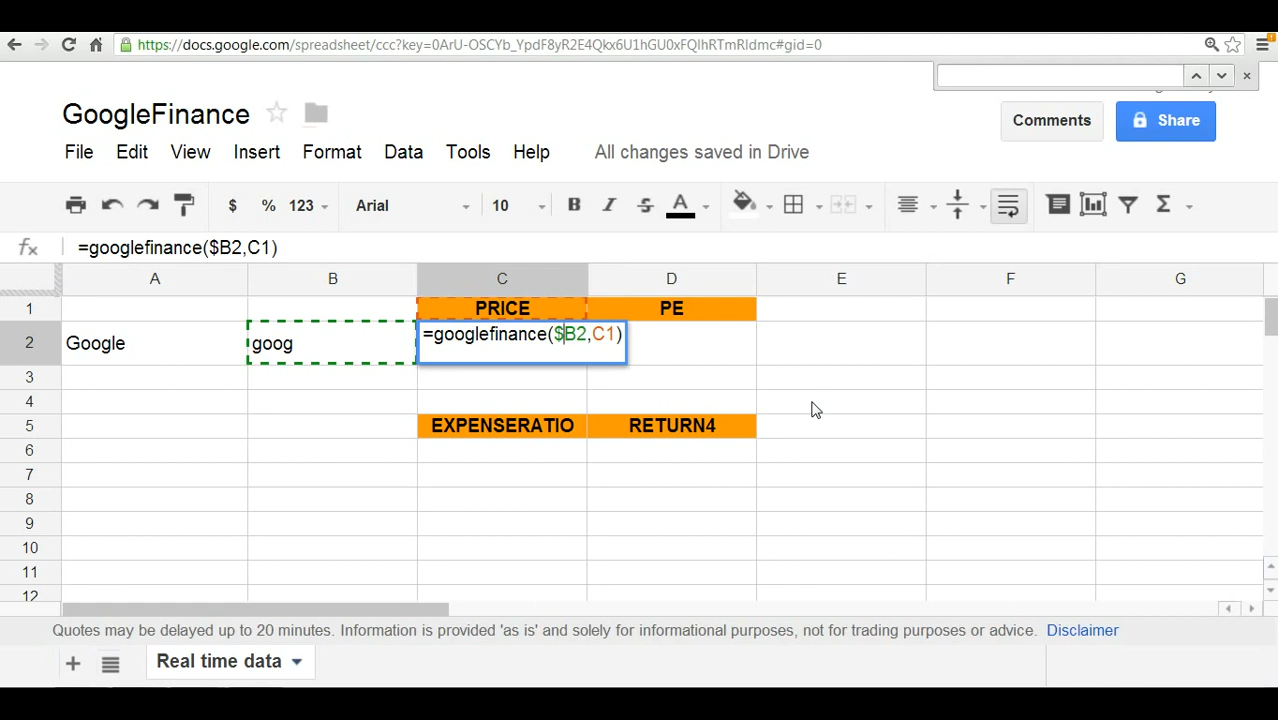 https://docs.google.com/spreadsheet/ccc?key=0ArU-OSCYb_YpdF8yR2E4Qkx6U1hGU0xFQlhRTmRldmc#gid=0
GoogleFinance
Comments
Share
File Edit View Insert Format Data Tools Help All changes saved in Drive
$ % 123 Arial 10 B I S A Σ
fx =googlefinance($B2,C1)
A B C D E F G
1 PRICE PE
2 Google goog =googlefinance($B2,C1)
3
4
5 EXPENSERATIO RETURN4
6
7
8
9
10
11
12
Quotes may be delayed up to 20 minutes. Information is provided 'as is' and solely for informational purposes, not for trading purposes or advice. Disclaimer
+ Real time data